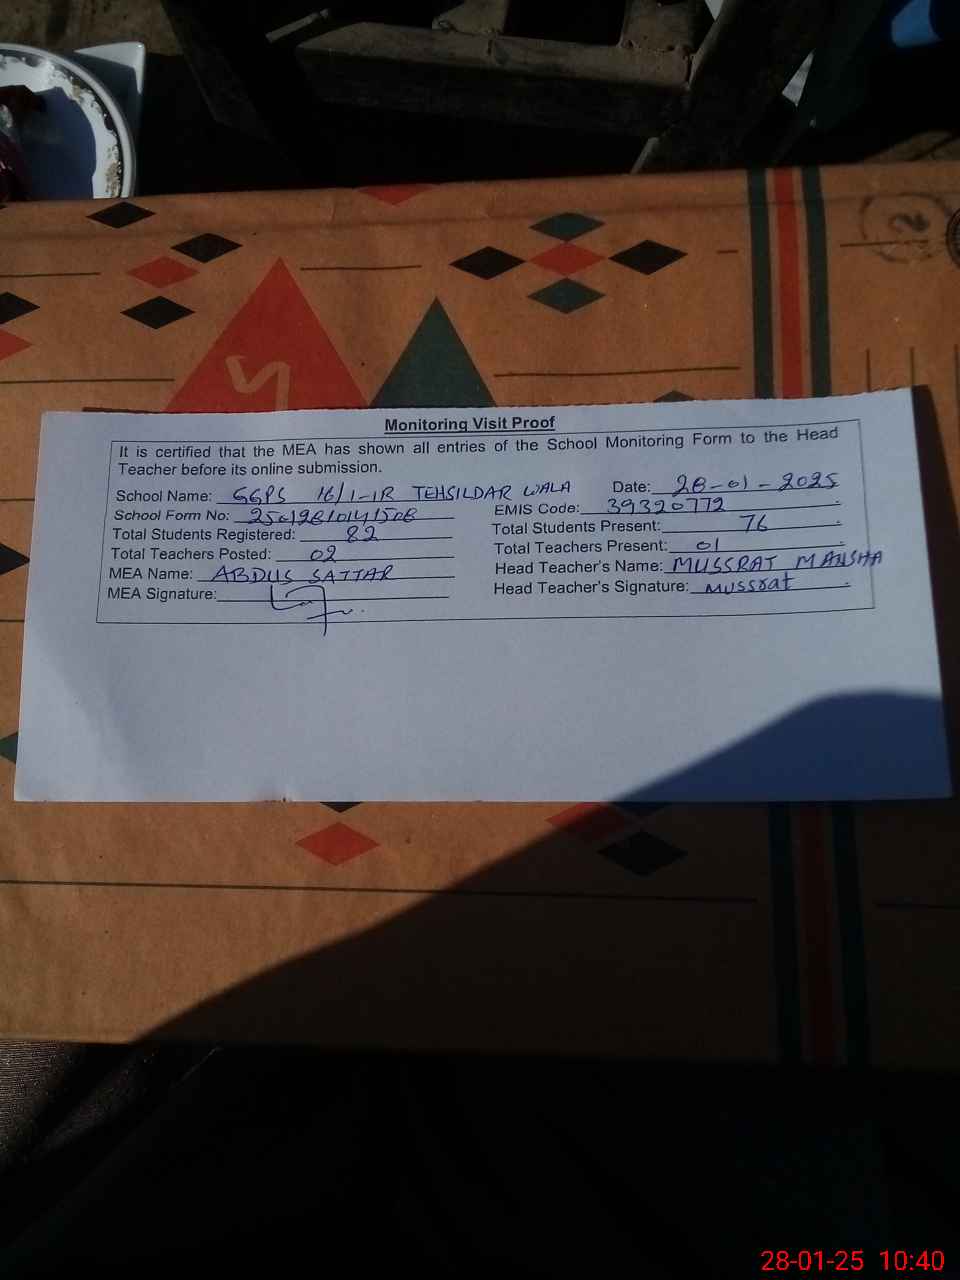 Monitoring Visit Proof
It is certified that the MEA has shown all entries of the School Monitoring Form to the Head
Teacher before its online submission.
School Name: GGPS 16/1-1R TEHSILDAR WALA Date: 28-01-2025
School Form No: EMIS Code: 39320772
Total Students Registered: 82 Total Students Present: 76
Total Teachers Posted: 02 Total Teachers Present: 01
MEA Name: ABDUS SATTAR Head Teacher's Name: MUSSRAT MANSHA
MEA Signature: Head Teacher's Signature: Mussrat
28-01-25 10:40